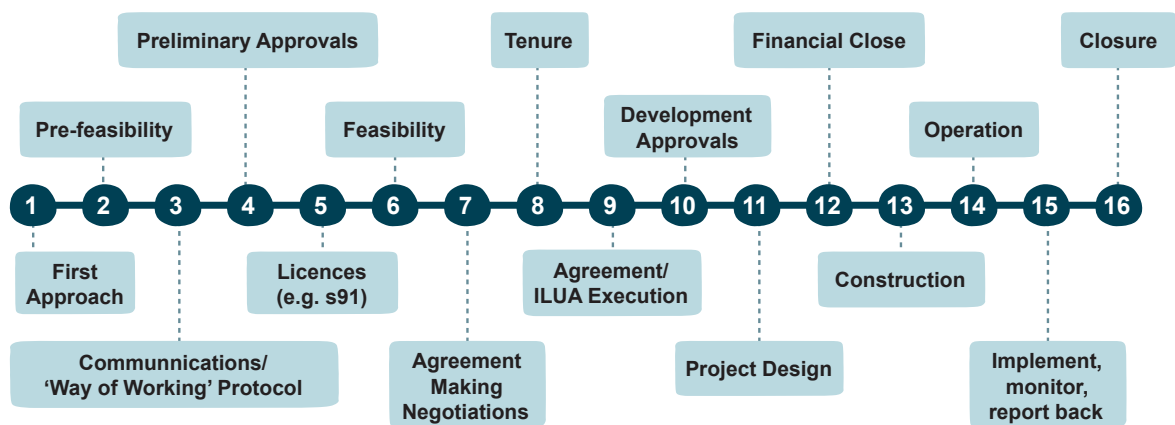 Preliminary Approvals
Tenure
Financial Close
Closure
Pre-feasibility
Feasibility
Development
Approvals
Operation
1 2 3 4 5 6 7 8 9 10 11 12 13 14 15 16
First
Approach
Licences
(e.g. s91)
Agreement/
ILUA Execution
Construction
Communnications/
‘Way of Working’ Protocol
Agreement
Making
Negotiations
Project Design
Implement,
monitor,
report back